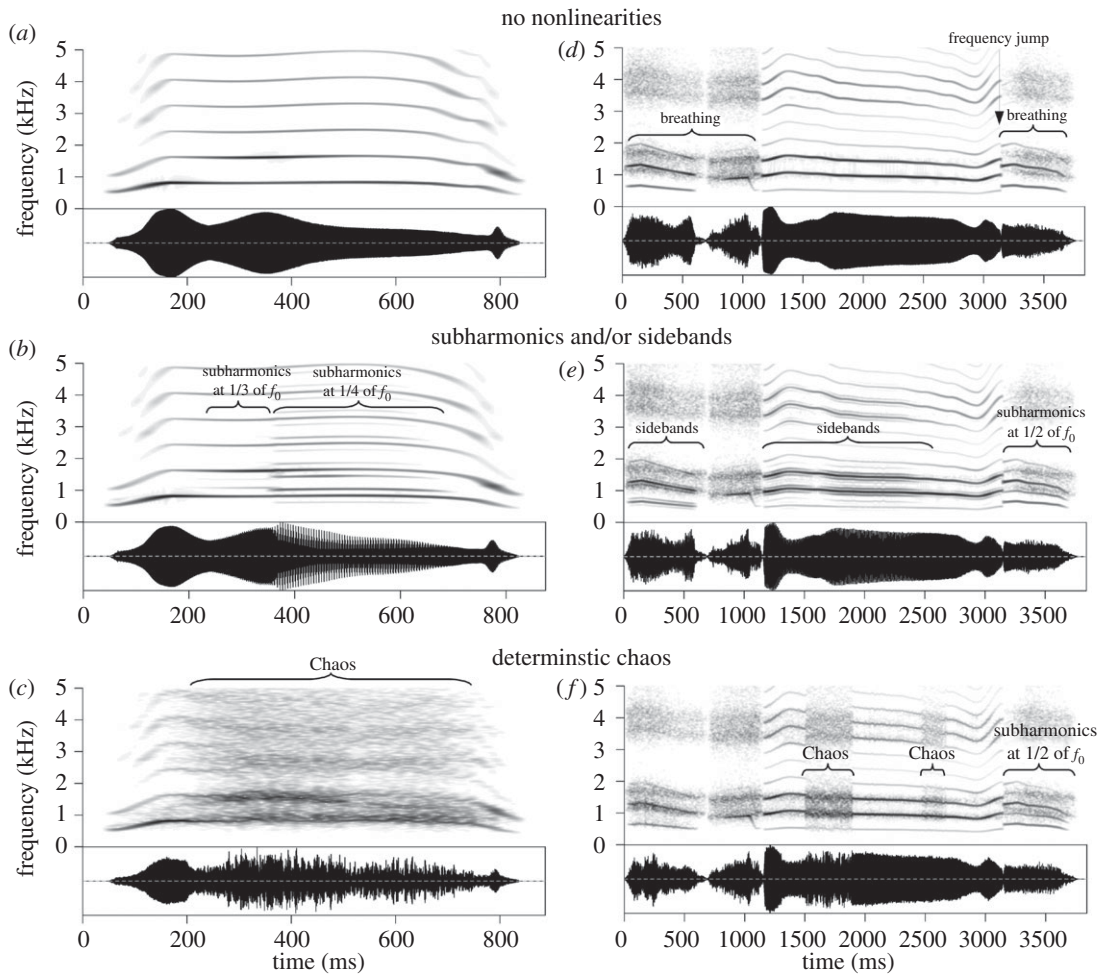 no nonlinearities
(a)
5
4
3
2
1
0
frequency (kHz)
0 200 400 600 800
(d)
frequency jump
breathing
breathing
5
4
3
2
1
0
0 500 1000 1500 2000 2500 3000 3500
subharmonics and/or sidebands
(b)
subharmonics
at 1/3 of f0
subharmonics
at 1/4 of f0
5
4
3
2
1
0
frequency (kHz)
0 200 400 600 800
(e)
sidebands
sidebands
subharmonics
at 1/2 of f0
5
4
3
2
1
0
0 500 1000 1500 2000 2500 3000 3500
determinstic chaos
(c)
Chaos
5
4
3
2
1
0
frequency (kHz)
0 200 400 600 800
time (ms)
(f)
Chaos
Chaos
subharmonics
at 1/2 of f0
5
4
3
2
1
0
0 500 1000 1500 2000 2500 3000 3500
time (ms)